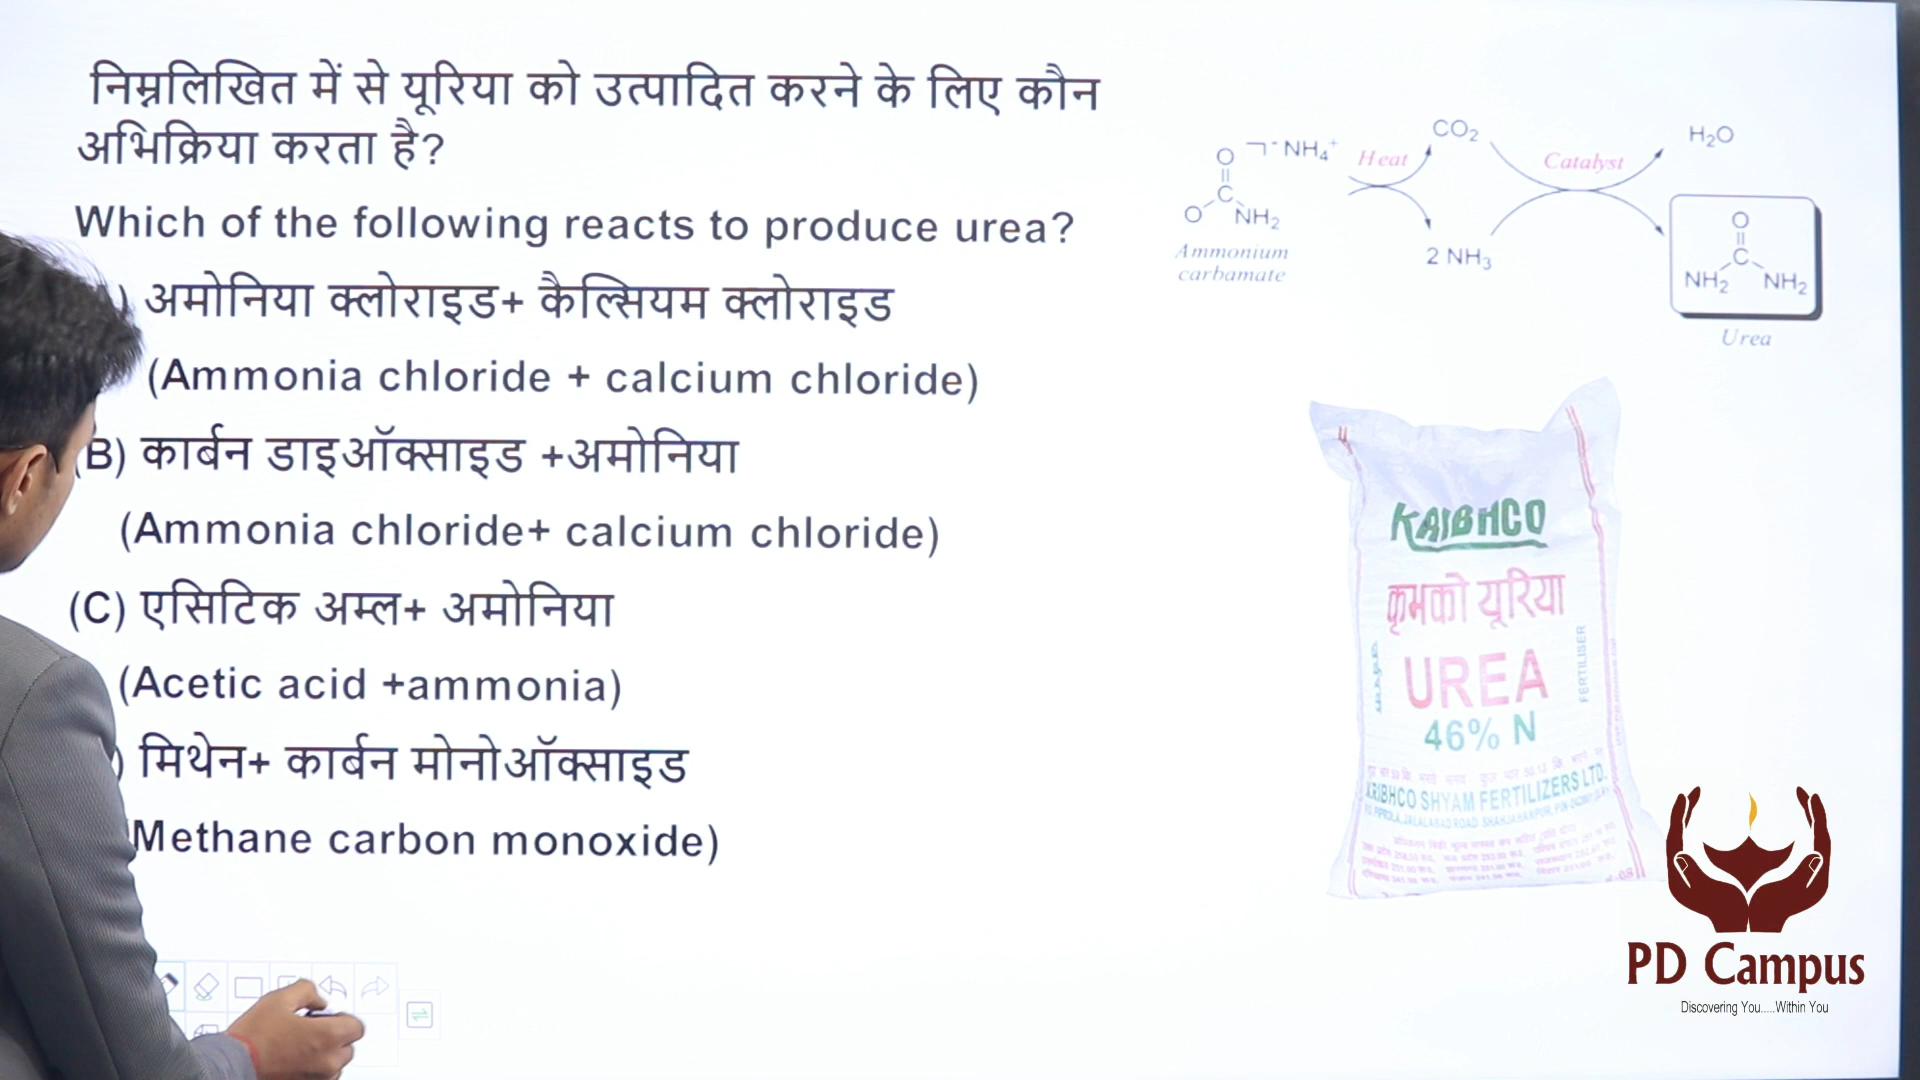 निम्नलिखित में से यूरिया को उत्पादित करने के लिए कौन
अभिक्रिया करता है?
Which of the following reacts to produce urea?
) अमोनिया क्लोराइड+ कैल्सियम क्लोराइड
(Ammonia chloride + calcium chloride)
(B) कार्बन डाइऑक्साइड +अमोनिया
(Ammonia chloride+ calcium chloride)
(C) एसिटिक अम्ल+ अमोनिया
(Acetic acid +ammonia)
) मिथेन+ कार्बन मोनोऑक्साइड
(Methane carbon monoxide)
O NH4+
C
O NH2
Ammonium
carbamate
Heat
CO2
2 NH3
Catalyst
H2O
O
C
NH2 NH2
Urea
KRIBHCO
कृभको यूरिया
UREA
46% N
FERTILISER
KRIBHCO SHYAM FERTILIZERS LTD.
PD Campus
Discovering You.....Within You